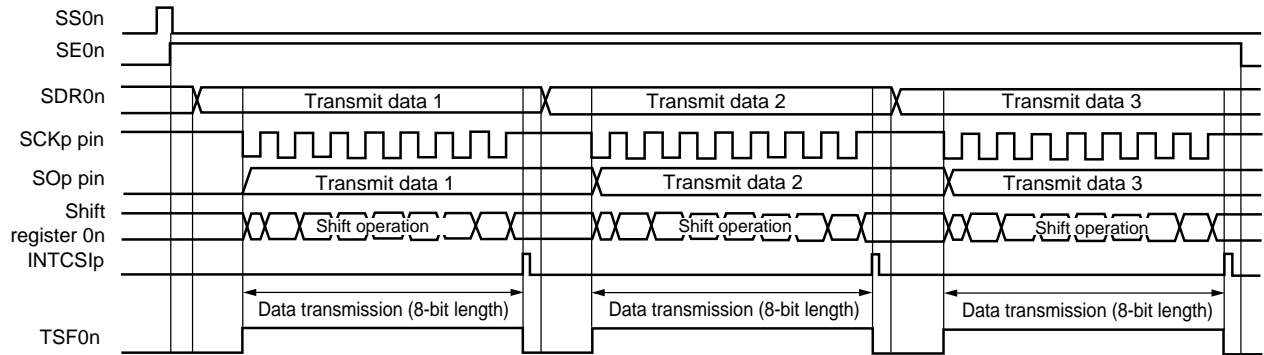 SS0n
SE0n
SDR0n
Transmit data 1
Transmit data 2
Transmit data 3
SCKp pin
SOp pin
Transmit data 1
Transmit data 2
Transmit data 3
Shift
register 0n
Shift operation
Shift operation
Shift operation
INTCSIp
Data transmission (8-bit length)
Data transmission (8-bit length)
Data transmission (8-bit length)
TSF0n